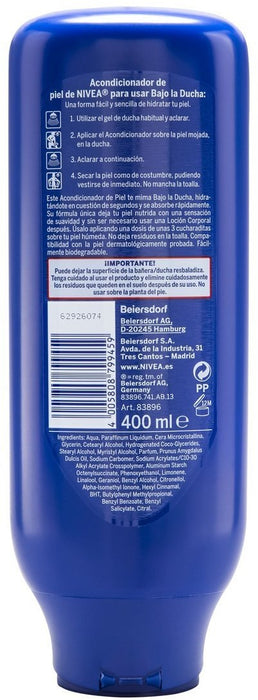 Acondicionador de
piel de NIVEA® para usar Bajo la Ducha:
Una forma fácil y sencilla de hidratar tu piel.
1. Utilizar el gel de ducha habitual y aclarar.
2. Aplicar el Acondicionador sobre la piel mojada,
en la ducha.
3. Aclarar a continuación.
4. Secar la piel como de costumbre, pudiendo
vestirse de inmediato. No mancha la toalla.
Este Acondicionador de Piel te mima Bajo la Ducha, hidra-
tándote en cuestión de segundos y se absorbe rápidamente.
Su fórmula única deja tu piel nutrida con una sensación
de suavidad y sin ser necesario usar una Loción Corporal
después. Úsalo aplicando una dosis de unas 3 cucharaditas
sobre tu piel húmeda. No deja residuos en la toalla. Compa-
tibilidad con la piel dermatológicamente probada. Fácil-
mente biodegradable.
¡IMPORTANTE!
Puede dejar la superficie de la bañera/ducha resbaladiza.
Tenga cuidado al usar el producto y elimine cuidadosamente
los residuos que queden en el suelo después de su uso.
No usar sobre la planta del pie.
62926074
4 005808 799459
Beiersdorf
Beiersdorf AG,
D-20245 Hamburg
Beiersdorf S.A.
Avda. de la Industria, 31
Tres Cantos – Madrid
www.NIVEA.es
® = reg. tm. of
Beiersdorf AG,
Germany
83896.741.AB.13
Art. 83896
PP
12M
400 ml e
Ingredients: Aqua, Paraffinum Liquidum, Cera Microcristallina,
Glycerin, Cetearyl Alcohol, Hydrogenated Coco-Glycerides,
Stearyl Alcohol, Myristyl Alcohol, Parfum, Prunus Amygdalus
Dulcis Oil, Sodium Carbomer, Sodium Acrylates/C10-30
Alkyl Acrylate Crosspolymer, Aluminum Starch
Octenylsuccinate, Phenoxyethanol, Limonene,
Linalool, Benzyl Alcohol, Geraniol, Citronellol,
Alpha-Isomethyl Ionone, Hexyl Cinnamal,
BHT, Butylphenyl Methylpropional,
Benzyl Benzoate, Benzyl
Salicylate, Citral.